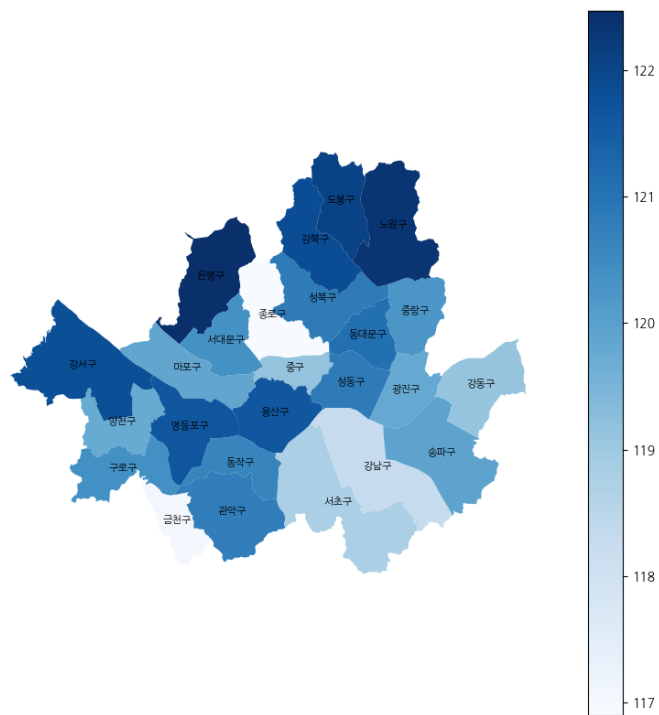 122
도봉구
121
노원구
강북구
은평구
성북구
중랑구
종로구
120
동대문구
서대문구
강서구
마포구
중구
성동구
강동구
광진구
용산구
양천구
영등포구
119
송파구
동작구
강남구
구로구
서초구
관악구
금천구
118
117